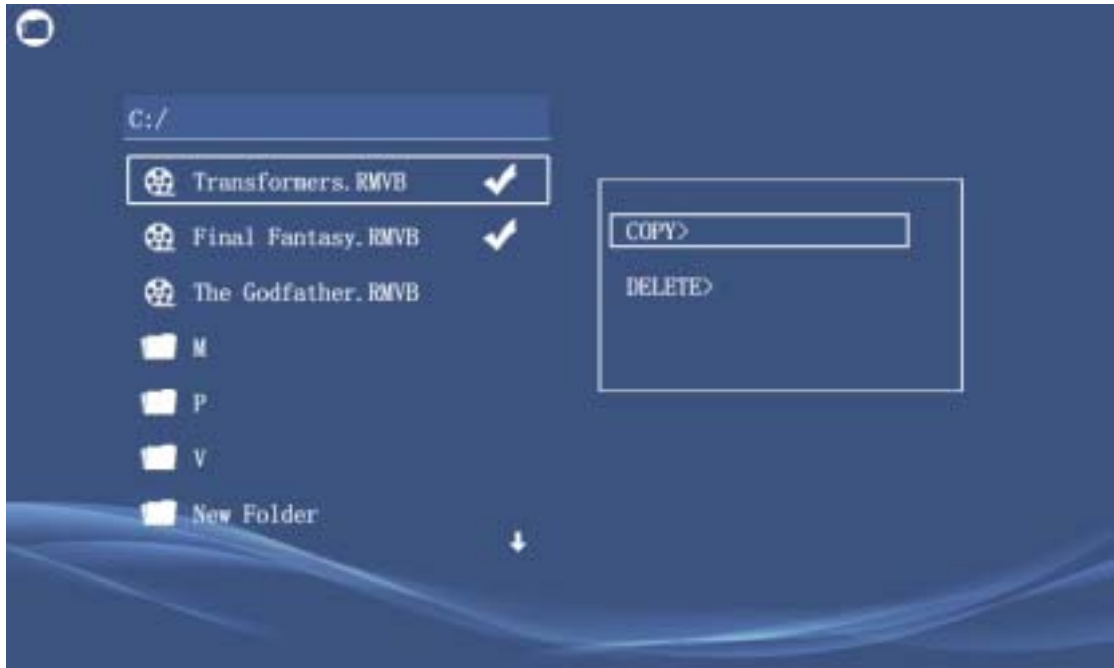 C:/
Transformers.RMVB
Final Fantasy.RMVB
The Godfather.RMVB
M
P
V
New Folder
COPY>
DELETE>